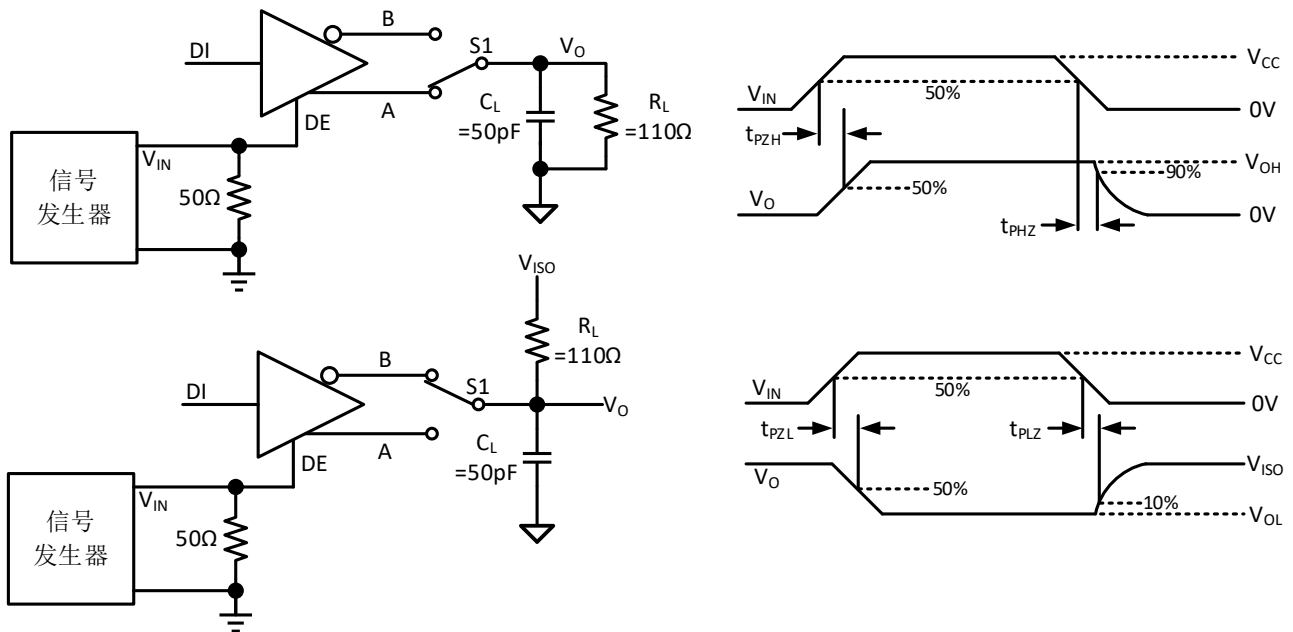 B
DI
S1
VO
A
DE
CL
=50pF
RL
=110Ω
VIN
信号
发生器
50Ω
VIN
50%
VCC
0V
tPZH
VOH
90%
50%
VO
0V
tPHZ
VISO
RL
=110Ω
B
DI
S1
VO
A
DE
CL
=50pF
VIN
信号
发生器
50Ω
VCC
VIN
50%
0V
tPZL
tPLZ
VISO
VO
50%
10%
VOL